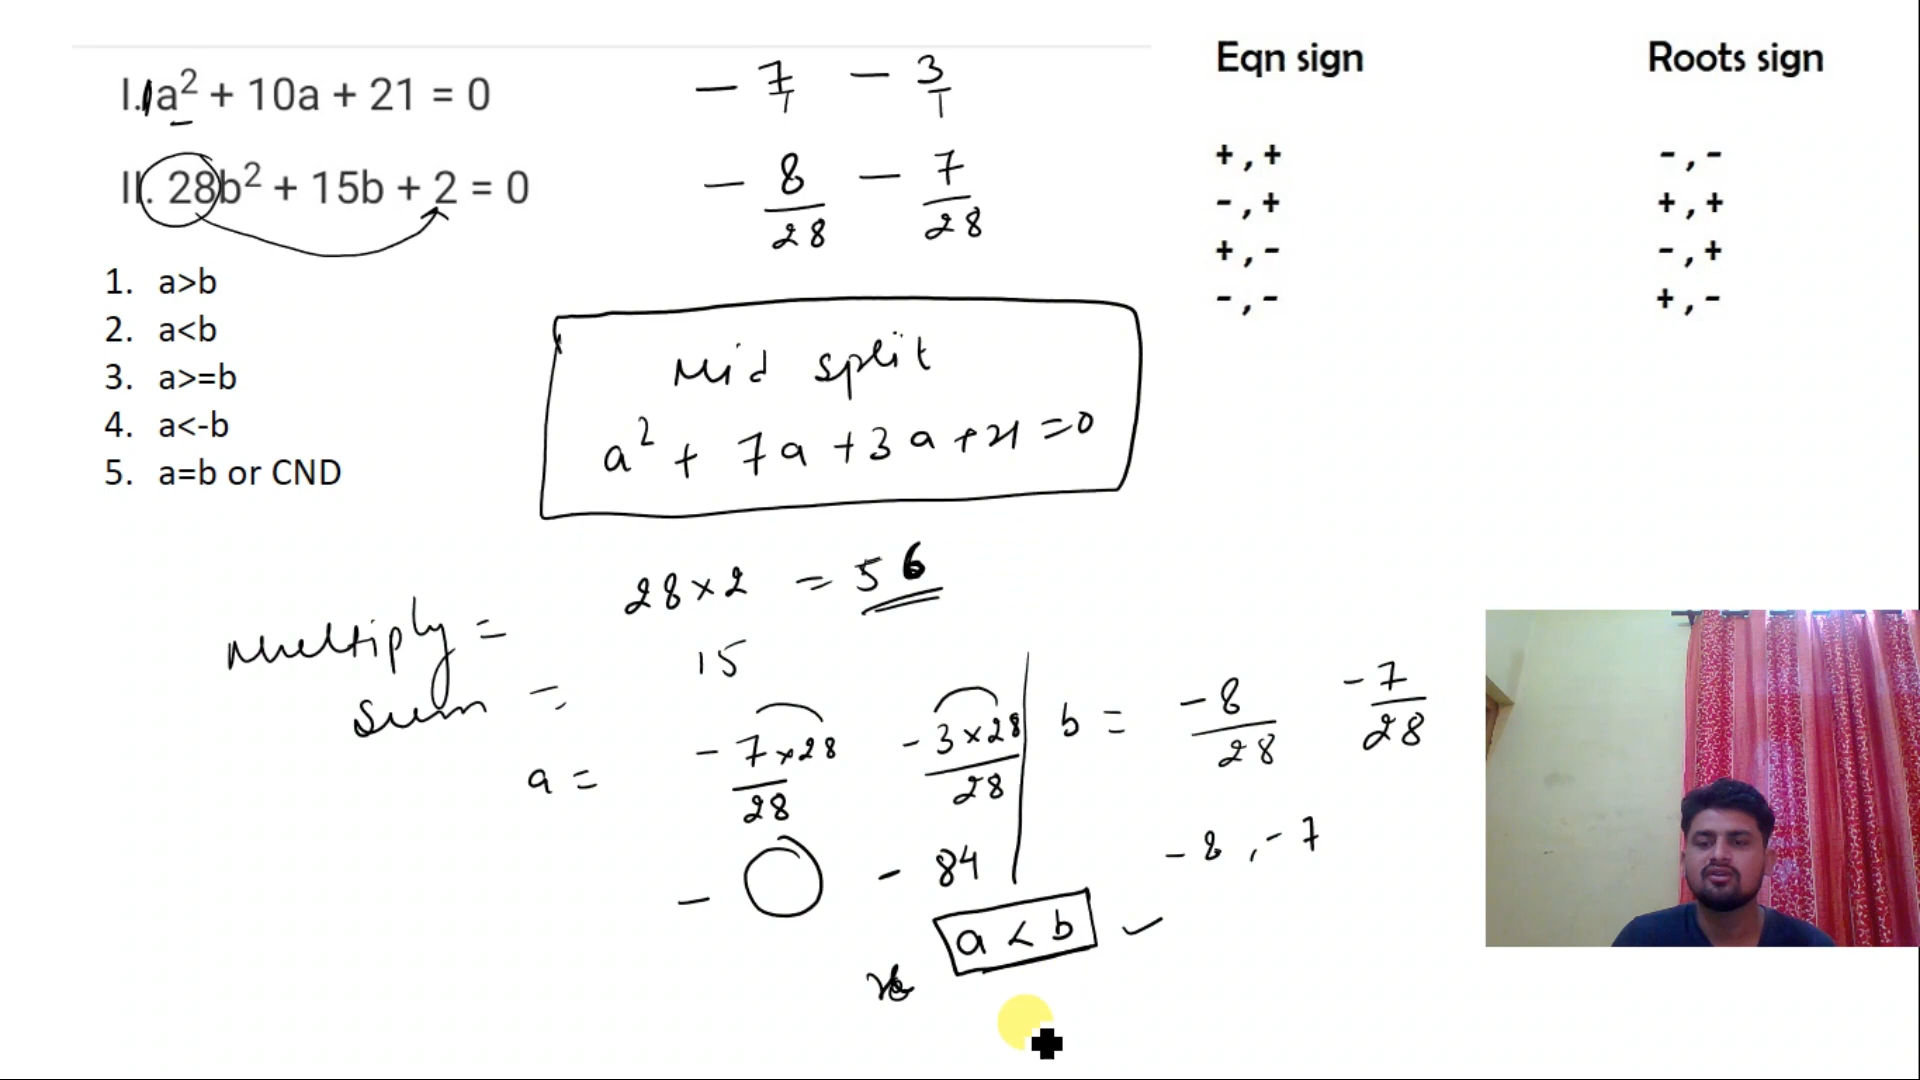 I. 1a² + 10a + 21 = 0
II. 28b² + 15b + 2 = 0
1. a>b
2. a<b
3. a>=b
4. a<-b
5. a=b or CND
- 7/1 - 3/1
- 8/28 - 7/28
Mid split
a² + 7a + 3a + 21 = 0
Multiply = 28 × 2 = 56
Sum = 15
a = -7×28/28 -3×28/28
- - 84
b = -8/28 -7/28
-8, -7
a < b
Eqn sign Roots sign
+ , + - , -
- , + + , +
+ , - - , +
- , - + , -